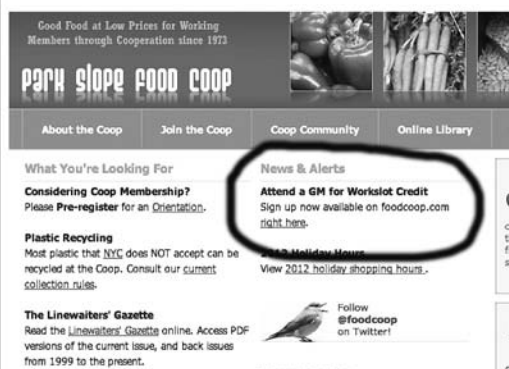 Good Food at Low Prices for Working
Members through Cooperation since 1973
PARK SLOPE FOOD COOP
About the Coop
Join the Coop
Coop Community
Online Library
What You're Looking For
Considering Coop Membership?
Please Pre-register for an Orientation.
Plastic Recycling
Most plastic that NYC does NOT accept can be
recycled at the Coop. Consult our current
collection rules.
The Linewaiters' Gazette
Read the Linewaiters' Gazette online. Access PDF
versions of the current issue, and back issues
from 1999 to the present.
News & Alerts
Attend a GM for Workslot Credit
Sign up now available on foodcoop.com
right here.
2012 Holiday Hours
View 2012 holiday shopping hours .
Follow
@foodcoop
on Twitter!